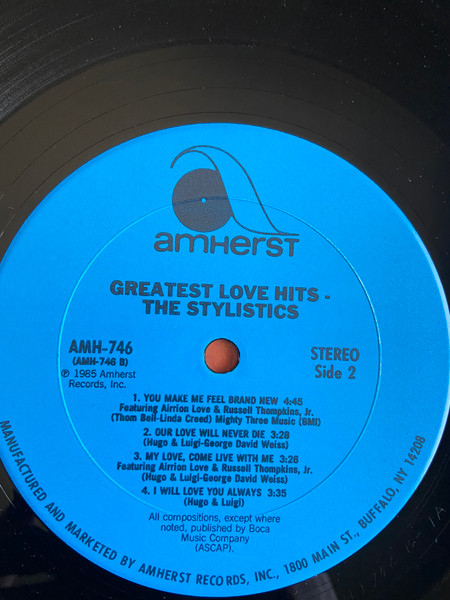 amherst
GREATEST LOVE HITS -
THE STYLISTICS
AMH-746
(AMH-746 B)
℗ 1985 Amherst
Records, Inc.
STEREO
Side 2
1. YOU MAKE ME FEEL BRAND NEW 4:45
Featuring Airrion Love & Russell Thompkins, Jr.
(Thom Bell-Linda Creed) Mighty Three Music (BMI)
2. OUR LOVE WILL NEVER DIE 3:28
(Hugo & Luigi-George David Weiss)
3. MY LOVE, COME LIVE WITH ME 3:26
Featuring Airrion Love & Russell Thompkins, Jr.
(Hugo & Luigi-George David Weiss)
4. I WILL LOVE YOU ALWAYS 3:35
(Hugo & Luigi)
All compositions, except where
noted, published by Boca
Music Company
(ASCAP).
MANUFACTURED AND MARKETED BY AMHERST RECORDS, INC., 1800 MAIN ST., BUFFALO, NY 14208